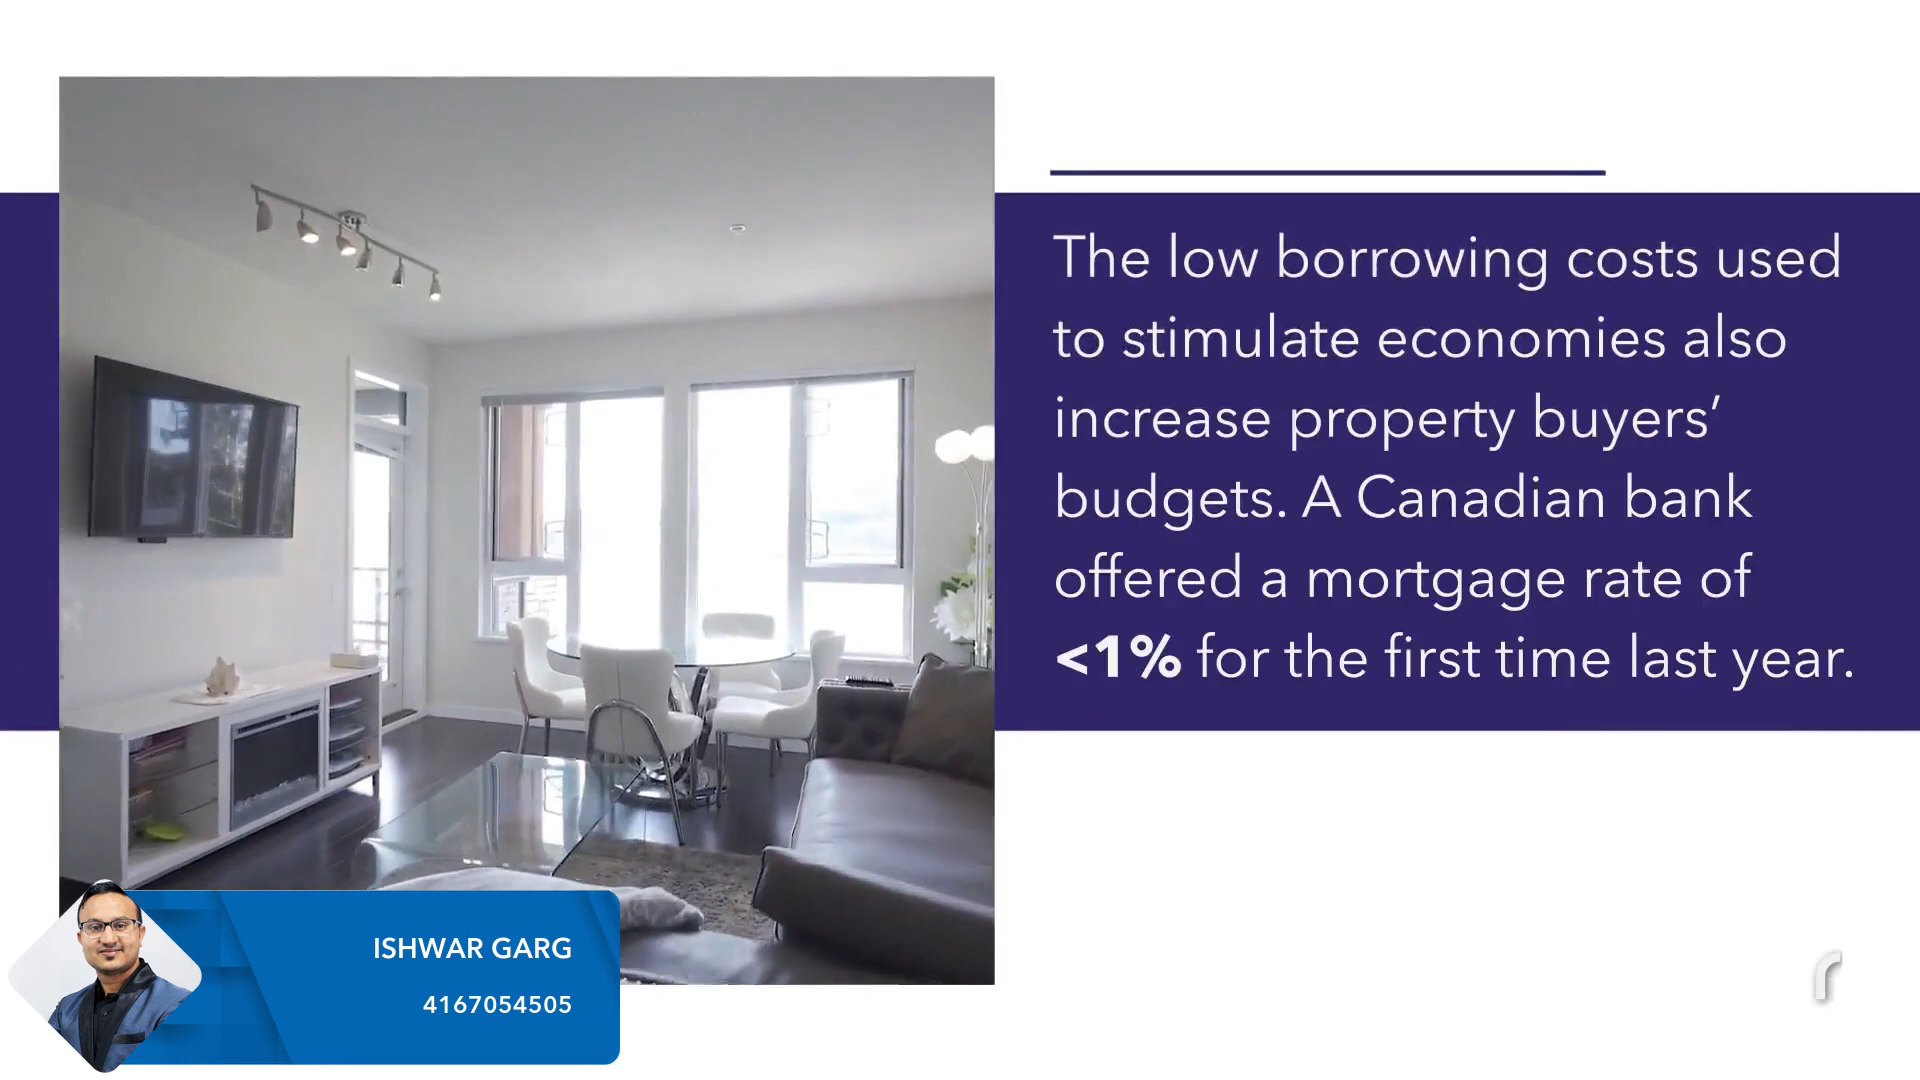 The low borrowing costs used
to stimulate economies also
increase property buyers’
budgets. A Canadian bank
offered a mortgage rate of
<1% for the first time last year.
ISHWAR GARG
4167054505